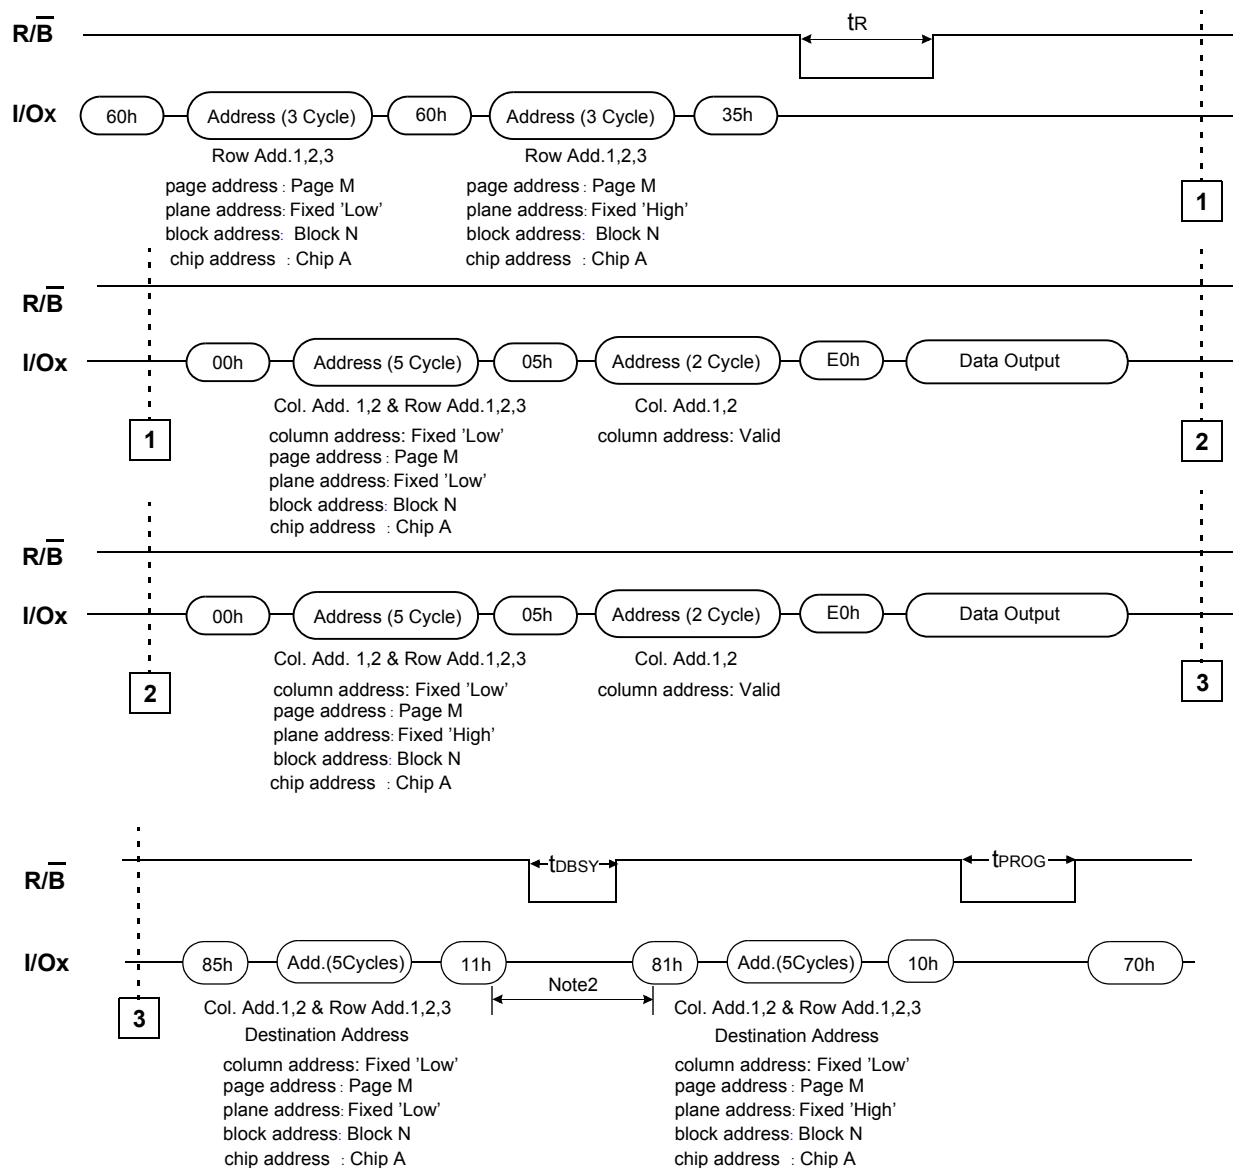 R/B
tR
I/Ox
60h
Address (3 Cycle)
60h
Address (3 Cycle)
35h
Row Add.1,2,3
Row Add.1,2,3
page address : Page M
plane address: Fixed 'Low'
block address: Block N
chip address : Chip A
page address : Page M
plane address: Fixed 'High'
block address: Block N
chip address : Chip A
1
R/B
I/Ox
00h
Address (5 Cycle)
05h
Address (2 Cycle)
E0h
Data Output
Col. Add. 1,2 & Row Add.1,2,3
Col. Add.1,2
column address: Fixed 'Low'
page address : Page M
plane address: Fixed 'Low'
block address: Block N
chip address : Chip A
column address: Valid
1
2
R/B
I/Ox
00h
Address (5 Cycle)
05h
Address (2 Cycle)
E0h
Data Output
Col. Add. 1,2 & Row Add.1,2,3
Col. Add.1,2
column address: Fixed 'Low'
page address : Page M
plane address: Fixed 'High'
block address: Block N
chip address : Chip A
column address: Valid
2
3
R/B
tDBSY
tPROG
I/Ox
85h
Add.(5Cycles)
11h
Note2
81h
Add.(5Cycles)
10h
70h
3
Col. Add.1,2 & Row Add.1,2,3
Destination Address
column address: Fixed 'Low'
page address : Page M
plane address: Fixed 'Low'
block address: Block N
chip address : Chip A
Col. Add.1,2 & Row Add.1,2,3
Destination Address
column address: Fixed 'Low'
page address : Page M
plane address: Fixed 'High'
block address: Block N
chip address : Chip A